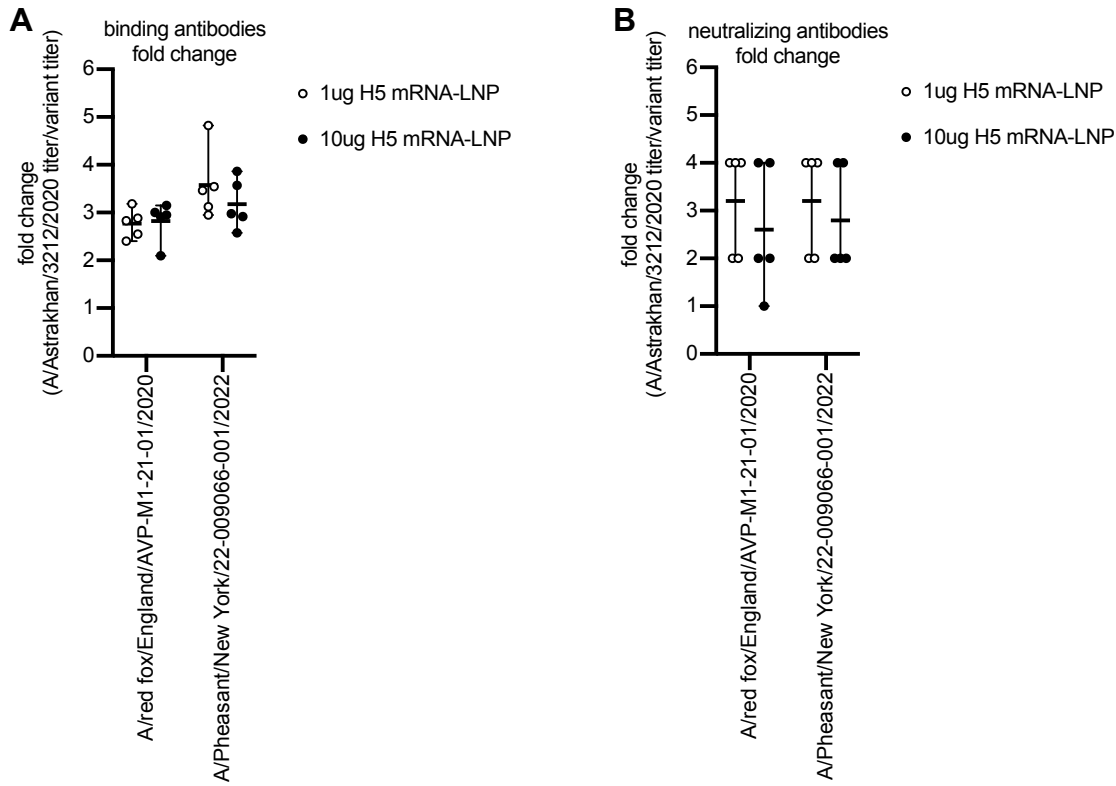 A
binding antibodies
fold change
fold change
(A/Astrakhan/3212/2020 titer/variant titer)
6
5
4
3
2
1
0
1ug H5 mRNA-LNP
10ug H5 mRNA-LNP
A/red fox/England/AVP-M1-21-01/2020
A/Pheasant/New York/22-009066-001/2022
B
neutralizing antibodies
fold change
fold change
(A/Astrakhan/3212/2020 titer/variant titer)
6
5
4
3
2
1
0
1ug H5 mRNA-LNP
10ug H5 mRNA-LNP
A/red fox/England/AVP-M1-21-01/2020
A/Pheasant/New York/22-009066-001/2022